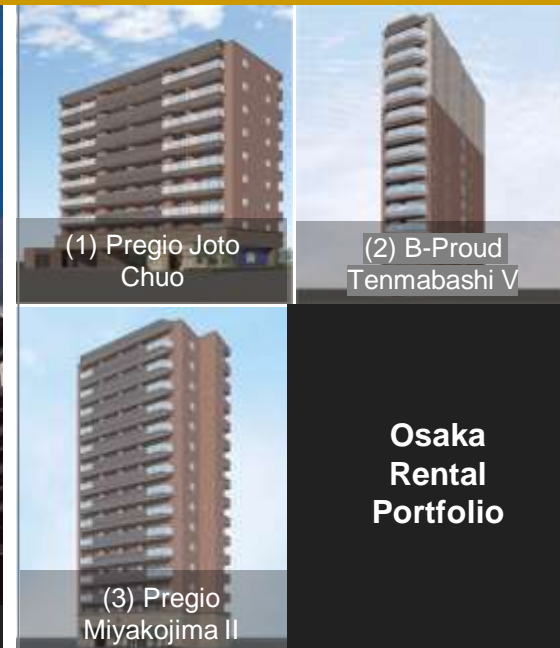 (1) Pregio Joto
Chuo
(2) B-Proud
Tenmabashi V
(3) Pregio
Miyakojima II
Osaka
Rental
Portfolio